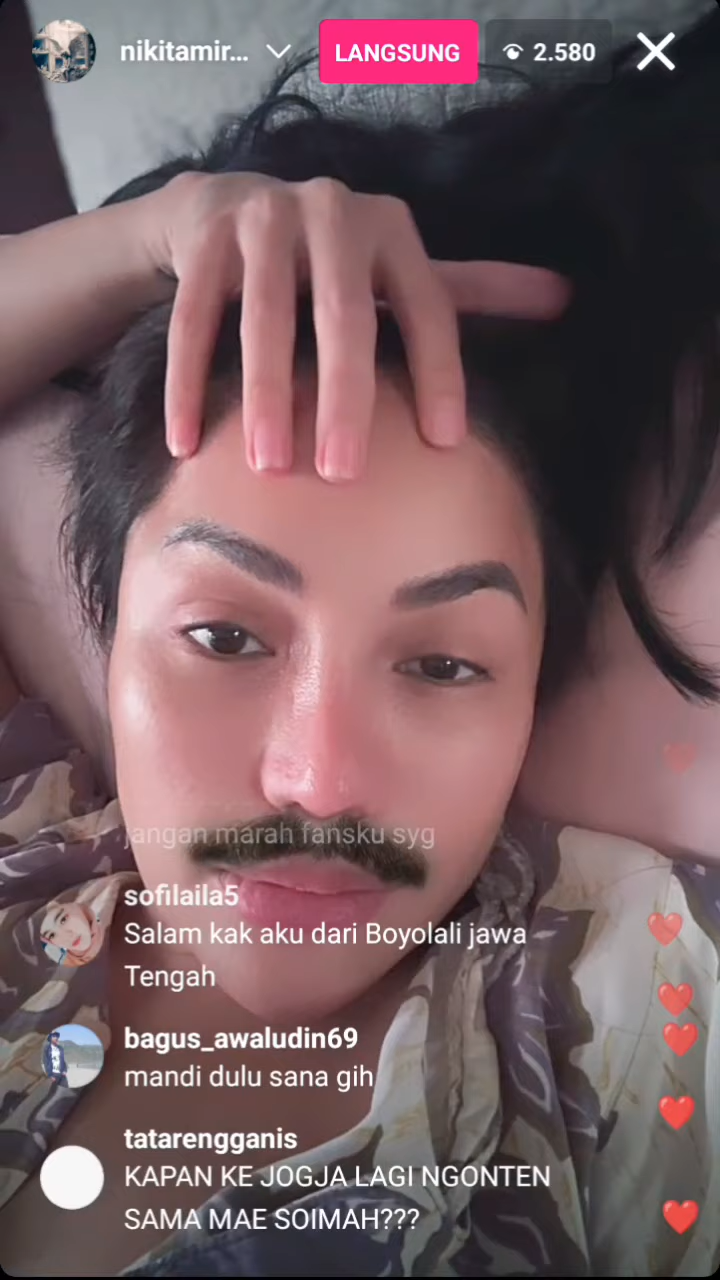 nikitamir...
LANGSUNG
2.580
jangan marah fansku syg
sofilaila5
Salam kak aku dari Boyolali jawa
Tengah
bagus_awaludin69
mandi dulu sana gih
tatarengganis
KAPAN KE JOGJA LAGI NGONTEN
SAMA MAE SOIMAH???